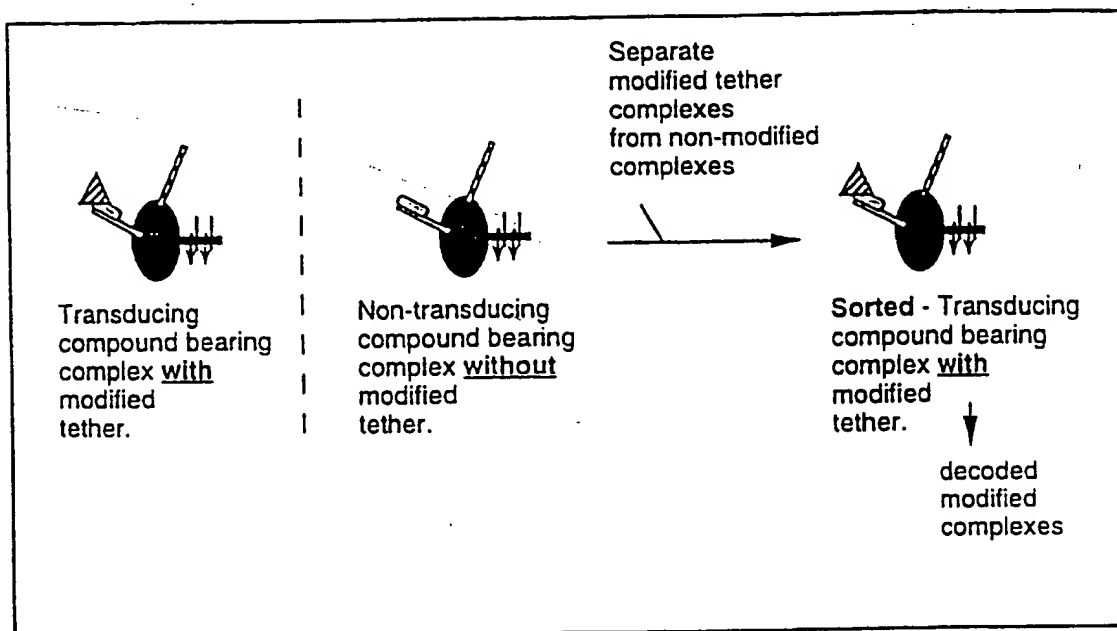 Separate
modified tether
complexes
from non-modified
complexes
Transducing
compound bearing
complex with
modified
tether.
Non-transducing
compound bearing
complex without
modified
tether.
Sorted - Transducing
compound bearing
complex with
modified
tether.
decoded
modified
complexes